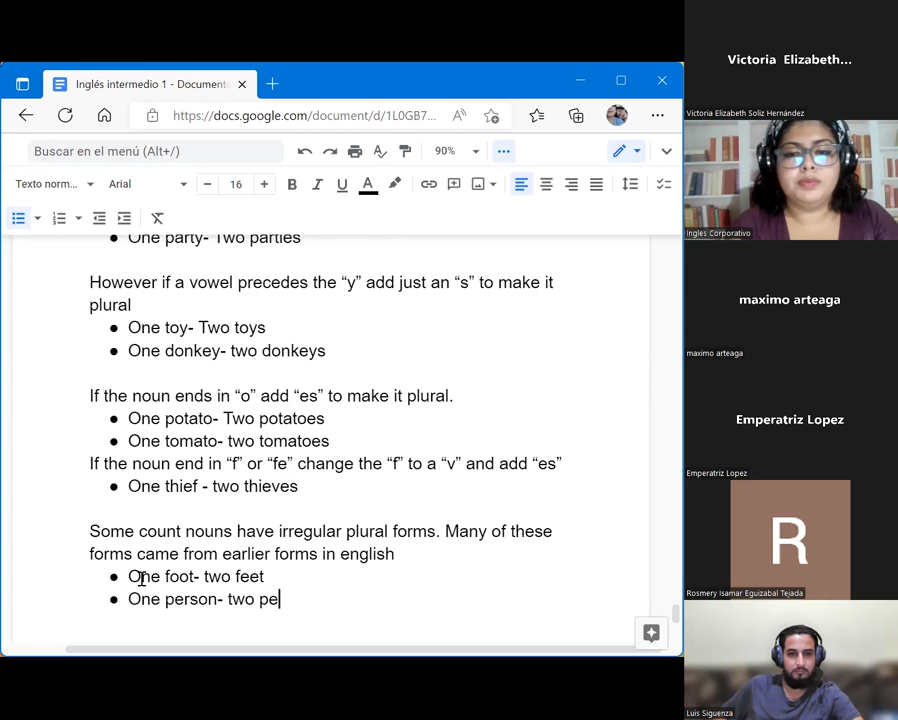 Inglés intermedio 1 - Documento
https://docs.google.com/document/d/1L0GB7...
Buscar en el menú (Alt+/)
90%
Texto norm...
Arial
16
One party- Two parties
However if a vowel precedes the “y” add just an “s” to make it
plural
One toy- Two toys
One donkey- two donkeys
If the noun ends in “o” add “es” to make it plural.
One potato- Two potatoes
One tomato- two tomatoes
If the noun end in “f” or “fe” change the “f” to a “v” and add “es”
One thief - two thieves
Some count nouns have irregular plural forms. Many of these
forms came from earlier forms in english
One foot- two feet
One person- two pe
Victoria Elizabeth...
Victoria Elizabeth Soliz Hernández
Ingles Corporativo
maximo arteaga
maximo arteaga
Emperatriz Lopez
Emperatriz Lopez
R
Rosmery Isamar Eguizabal Tejada
Luis Siguenza